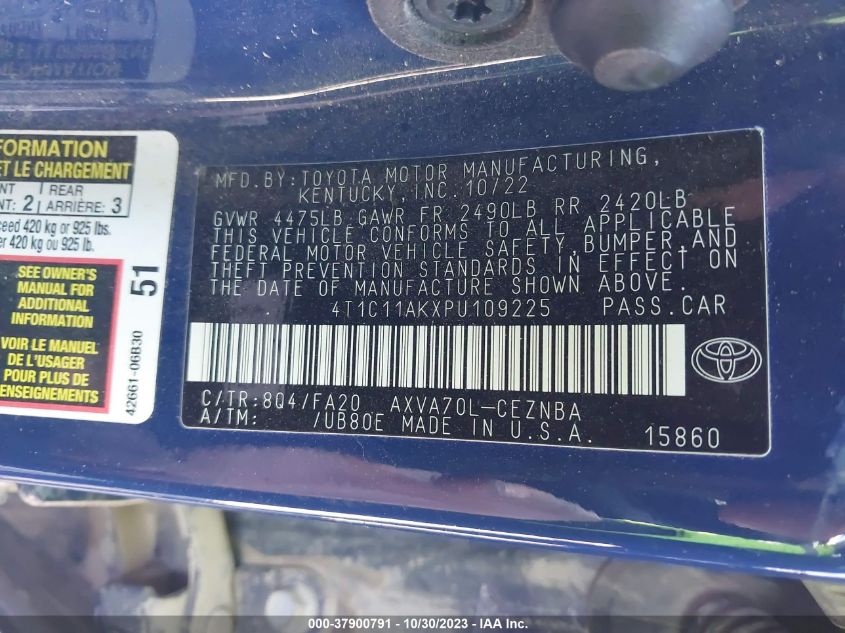 FORMATION
ET LE CHARGEMENT
REAR
2 ARRIÈRE: 3
420 kg or 925 lbs.
420 kg ou 925 lb.
SEE OWNER'S
MANUAL FOR
ADDITIONAL
INFORMATION
VOIR LE MANUEL
DE L'USAGER
POUR PLUS DE
RENSEIGNEMENTS
51
42661-06B30
MFD.BY:TOYOTA MOTOR MANUFACTURING,
KENTUCKY, INC. 10/22
GVWR 4475LB GAWR FR 2490LB RR 2420LB
THIS VEHICLE CONFORMS TO ALL APPLICABLE
FEDERAL MOTOR VEHICLE SAFETY,BUMPER,AND
THEFT PREVENTION STANDARDS IN EFFECT ON
THE DATE OF MANUFACTURE SHOWN ABOVE.
4T1C11AKXPU109225 PASS.CAR
C/TR:8Q4/FA20 AXVA70L-CEZNBA
A/TM: /UB80E MADE IN U.S.A. 15860
000-37900791 | 10/30/2023 - IAA Inc.